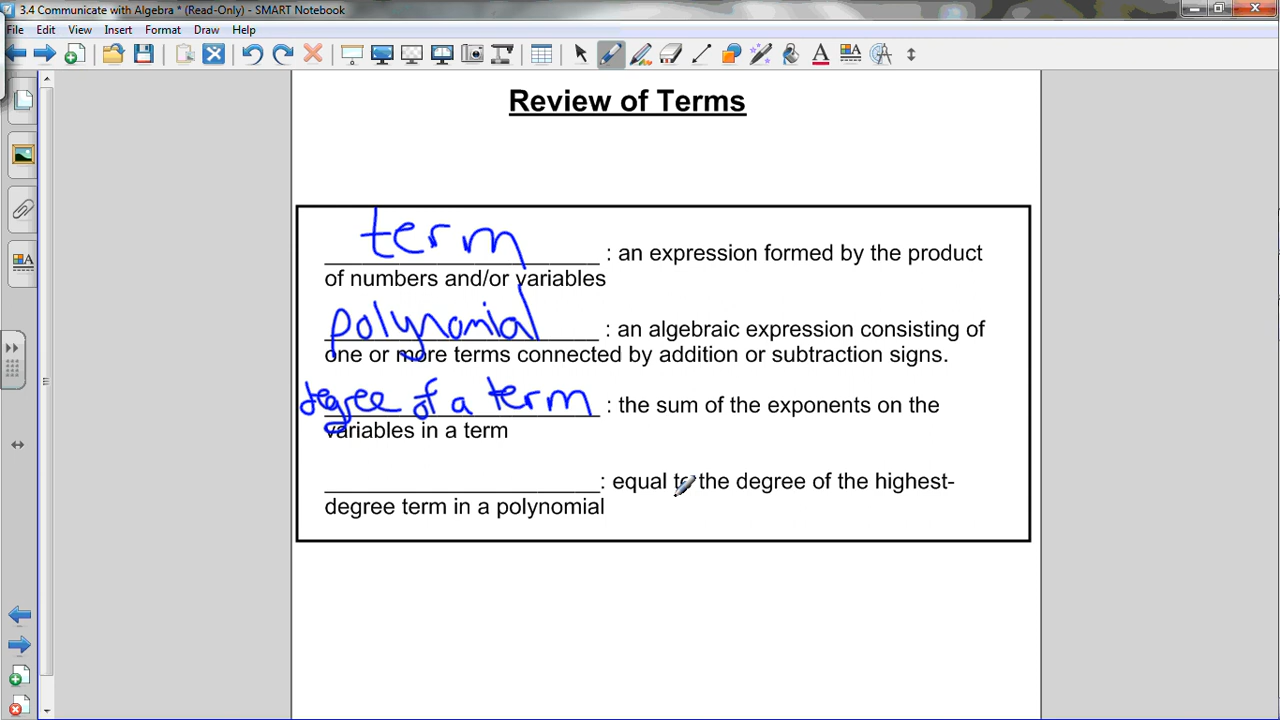 3.4 Communicate with Algebra * (Read-Only) - SMART Notebook
File Edit View Insert Format Draw Help
Review of Terms
term : an expression formed by the product
of numbers and/or variables
polynomial : an algebraic expression consisting of
one or more terms connected by addition or subtraction signs.
degree of a term : the sum of the exponents on the
variables in a term
____________________: equal to the degree of the highest-
degree term in a polynomial